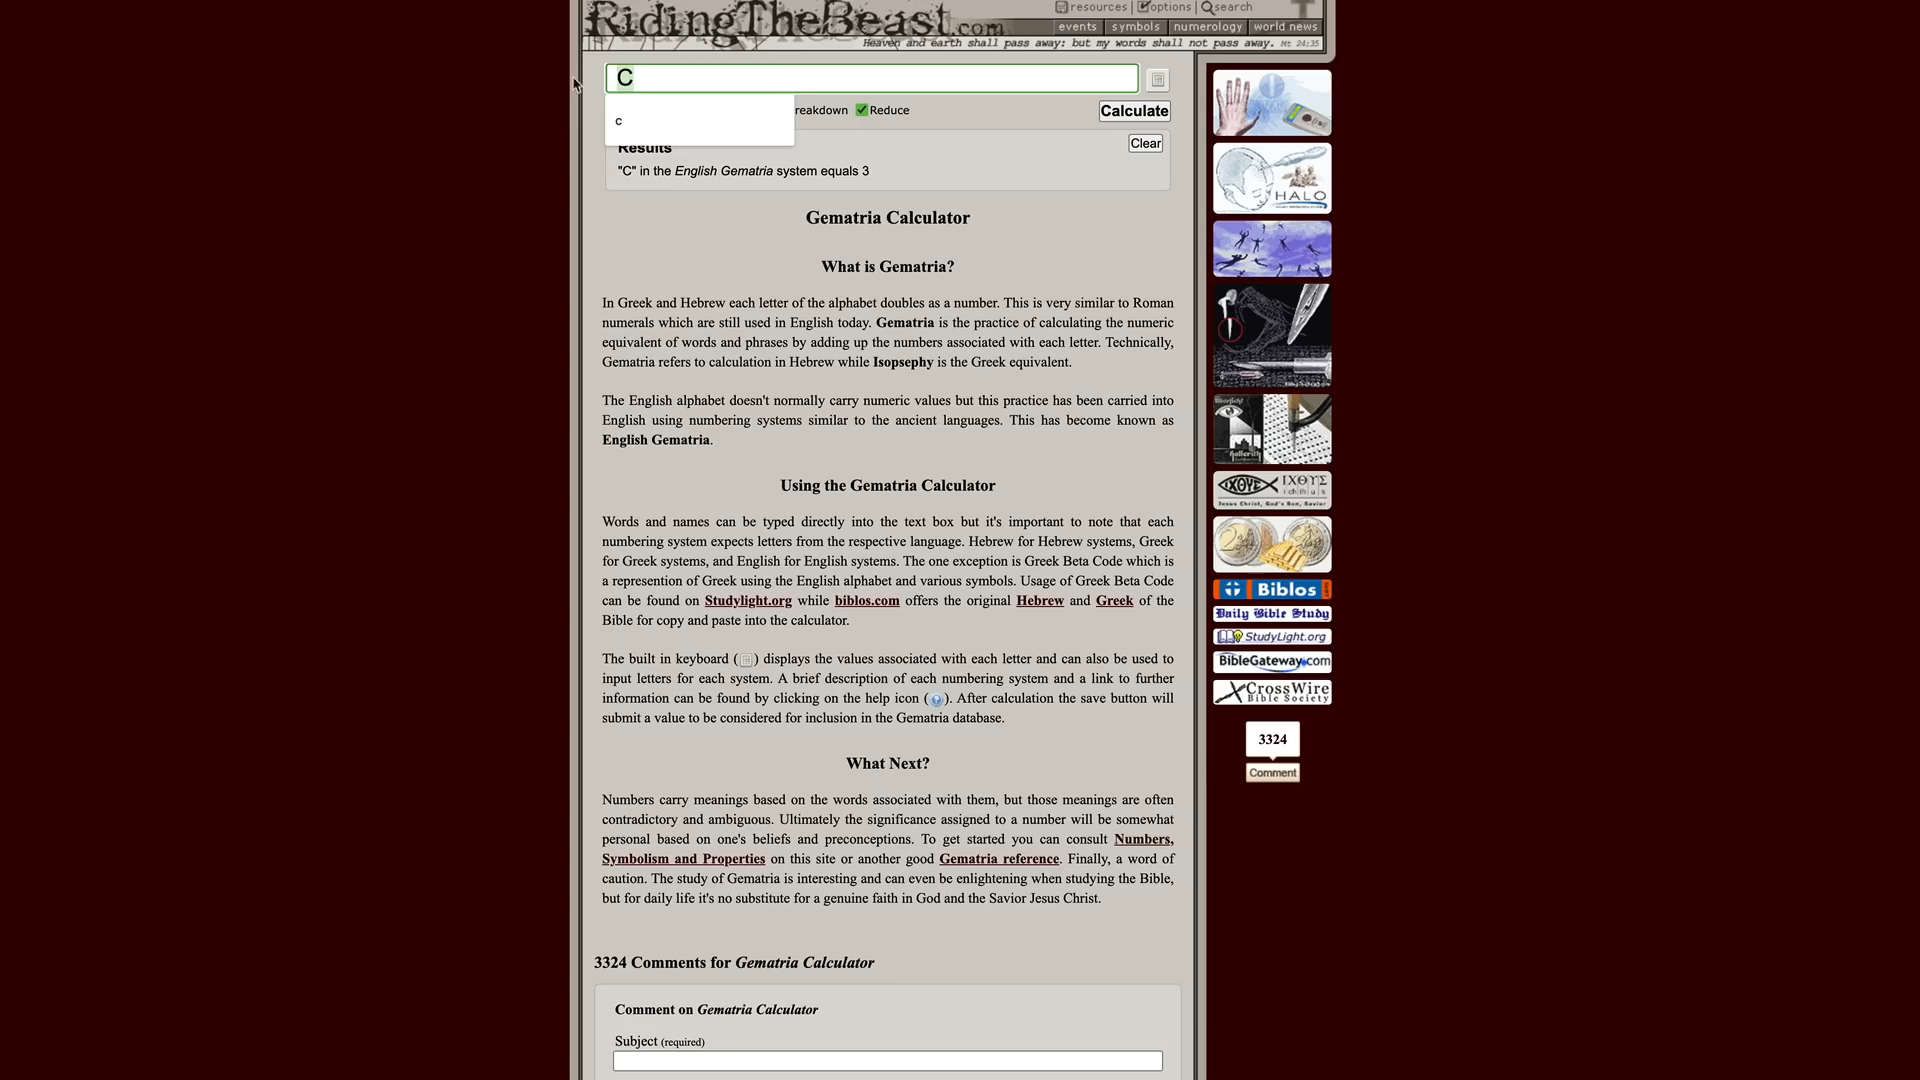 RidingTheBeast.com
resources | options | search
events symbols numerology world news
Heaven and earth shall pass away: but my words shall not pass away. Mt 24:35
C
c
reakdown Reduce
Calculate
Results
Clear
"C" in the English Gematria system equals 3
Gematria Calculator
What is Gematria?
In Greek and Hebrew each letter of the alphabet doubles as a number. This is very similar to Roman
numerals which are still used in English today. Gematria is the practice of calculating the numeric
equivalent of words and phrases by adding up the numbers associated with each letter. Technically,
Gematria refers to calculation in Hebrew while Isopsephy is the Greek equivalent.
The English alphabet doesn't normally carry numeric values but this practice has been carried into
English using numbering systems similar to the ancient languages. This has become known as
English Gematria.
Using the Gematria Calculator
Words and names can be typed directly into the text box but it's important to note that each
numbering system expects letters from the respective language. Hebrew for Hebrew systems, Greek
for Greek systems, and English for English systems. The one exception is Greek Beta Code which is
a represention of Greek using the English alphabet and various symbols. Usage of Greek Beta Code
can be found on Studylight.org while biblos.com offers the original Hebrew and Greek of the
Bible for copy and paste into the calculator.
The built in keyboard ( ) displays the values associated with each letter and can also be used to
input letters for each system. A brief description of each numbering system and a link to further
information can be found by clicking on the help icon (?). After calculation the save button will
submit a value to be considered for inclusion in the Gematria database.
What Next?
Numbers carry meanings based on the words associated with them, but those meanings are often
contradictory and ambiguous. Ultimately the significance assigned to a number will be somewhat
personal based on one's beliefs and preconceptions. To get started you can consult Numbers,
Symbolism and Properties on this site or another good Gematria reference. Finally, a word of
caution. The study of Gematria is interesting and can even be enlightening when studying the Bible,
but for daily life it's no substitute for a genuine faith in God and the Savior Jesus Christ.
3324 Comments for Gematria Calculator
Comment on Gematria Calculator
Subject (required)
HALO
Hollerith
ΙΧΘΥΣ
ichthus
Jesus Christ, God's Son, Savior
Biblos
Daily Bible Study
StudyLight.org
BibleGateway.com
CrossWire
Bible Society
3324
Comment